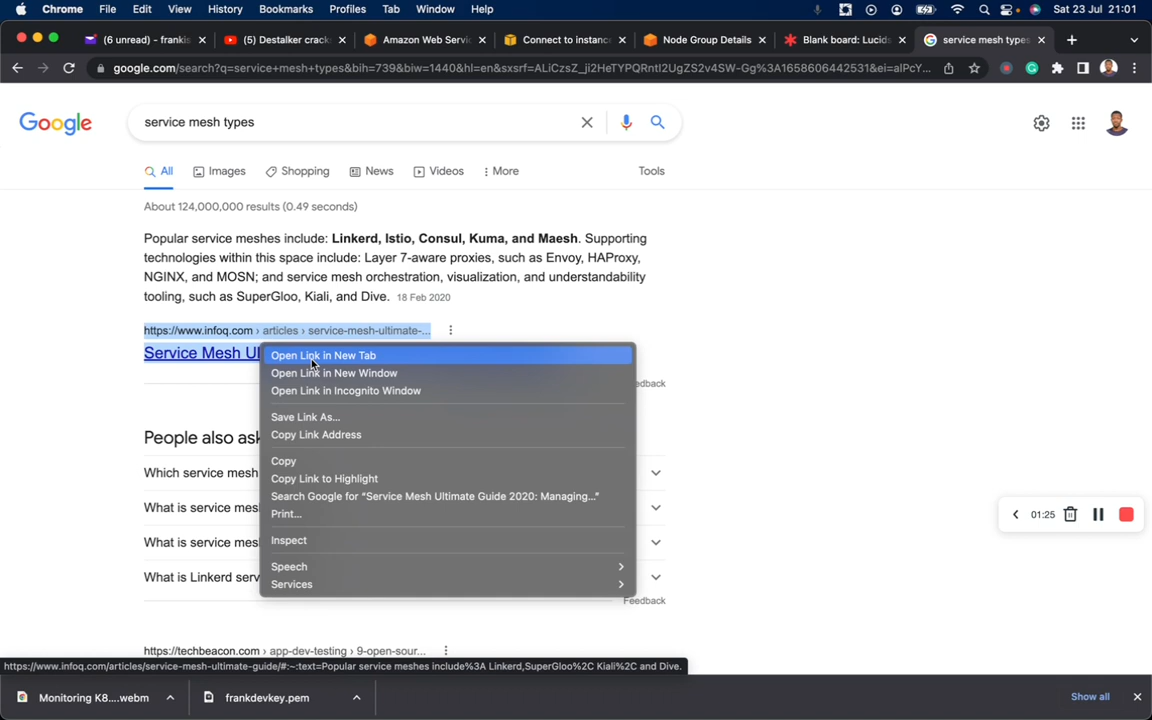 Chrome File Edit View History Bookmarks Profiles Tab Window Help Sat 23 Jul 21:01
(6 unread) - frankis (5) Destalker crack Amazon Web Servic Connect to instanc Node Group Details Blank board: Lucids service mesh types
google.com/search?q=service+mesh+types&bih=739&biw=1440&hl=en&sxsrf=ALiCzsZ_ji2HeTYPQRntI2UgZS2v4SW-Gg%3A1658606442531&ei=alPcY...
Google service mesh types
All Images Shopping News Videos More Tools
About 124,000,000 results (0.49 seconds)
Popular service meshes include: Linkerd, Istio, Consul, Kuma, and Maesh. Supporting
technologies within this space include: Layer 7-aware proxies, such as Envoy, HAProxy,
NGINX, and MOSN; and service mesh orchestration, visualization, and understandability
tooling, such as SuperGloo, Kiali, and Dive. 18 Feb 2020
https://www.infoq.com › articles › service-mesh-ultimate-...
Service Mesh Ul
Open Link in New Tab
Open Link in New Window
Open Link in Incognito Window
edback
Save Link As...
Copy Link Address
People also ask
Copy
Which service mesh
Copy Link to Highlight
Search Google for “Service Mesh Ultimate Guide 2020: Managing...”
What is service mes
Print...
01:25
What is service mes
Inspect
Speech
What is Linkerd serv
Services
Feedback
https://techbeacon.com › app-dev-testing › 9-open-sour...
https://www.infoq.com/articles/service-mesh-ultimate-guide/#:~:text=Popular service meshes include%3A Linkerd,SuperGloo%2C Kiali%2C and Dive.
Monitoring K8....webm frankdevkey.pem Show all